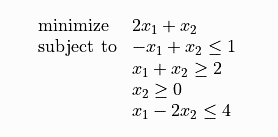 minimize 2x₁ + x₂
subject to −x₁ + x₂ ≤ 1
x₁ + x₂ ≥ 2
x₂ ≥ 0
x₁ − 2x₂ ≤ 4